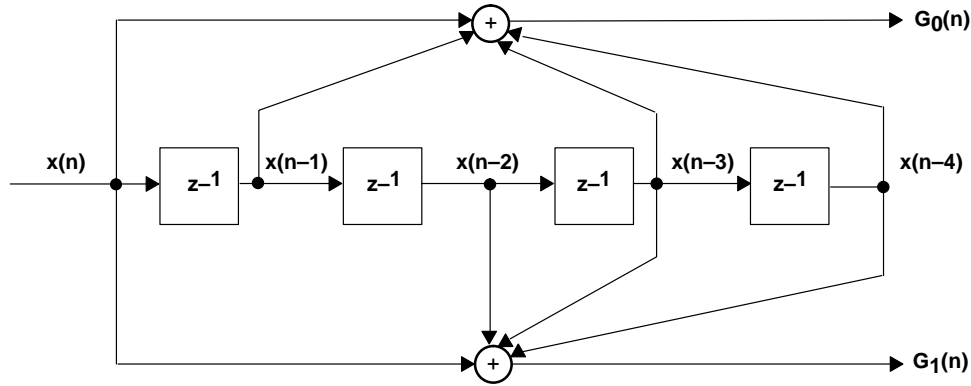 + G₀(n)
x(n) x(n–1) x(n–2) x(n–3) x(n–4)
z–¹ z–¹ z–¹ z–¹
+ G₁(n)